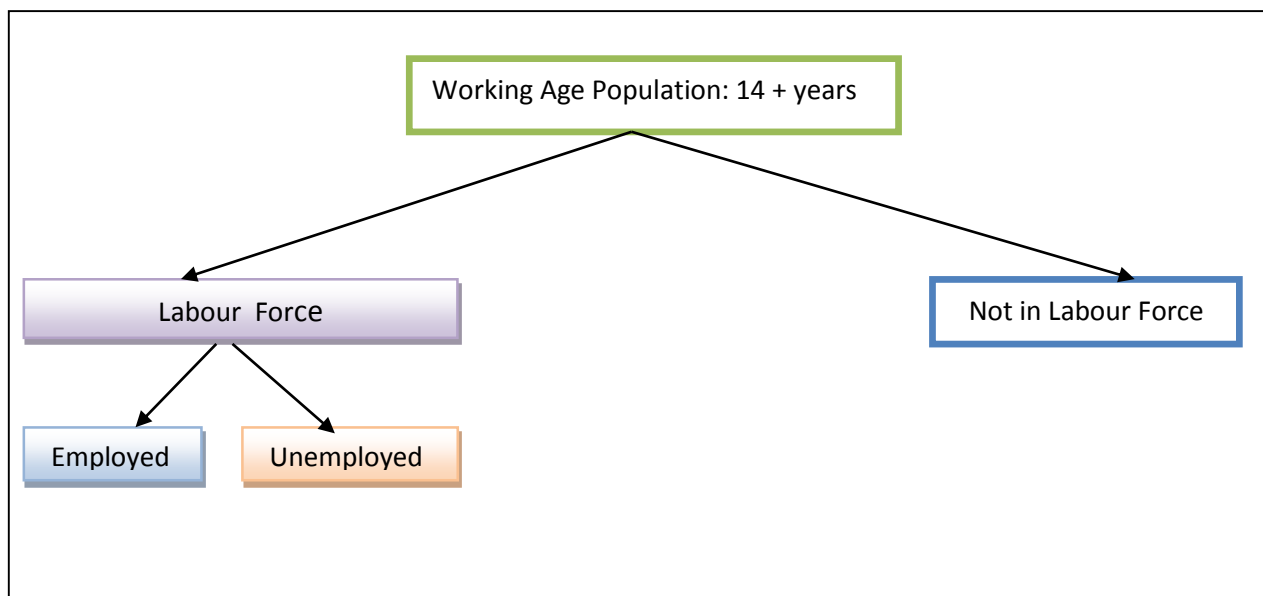 Working Age Population: 14 + years
Labour Force
Not in Labour Force
Employed
Unemployed